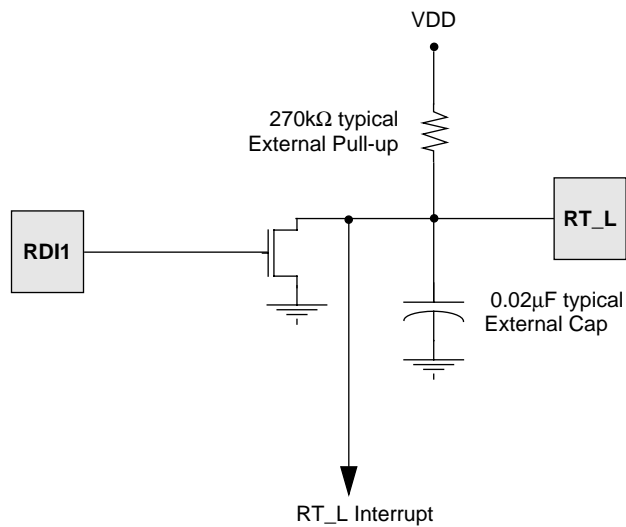 VDD
270kΩ typical
External Pull-up
RDI1
RT_L
0.02μF typical
External Cap
RT_L Interrupt